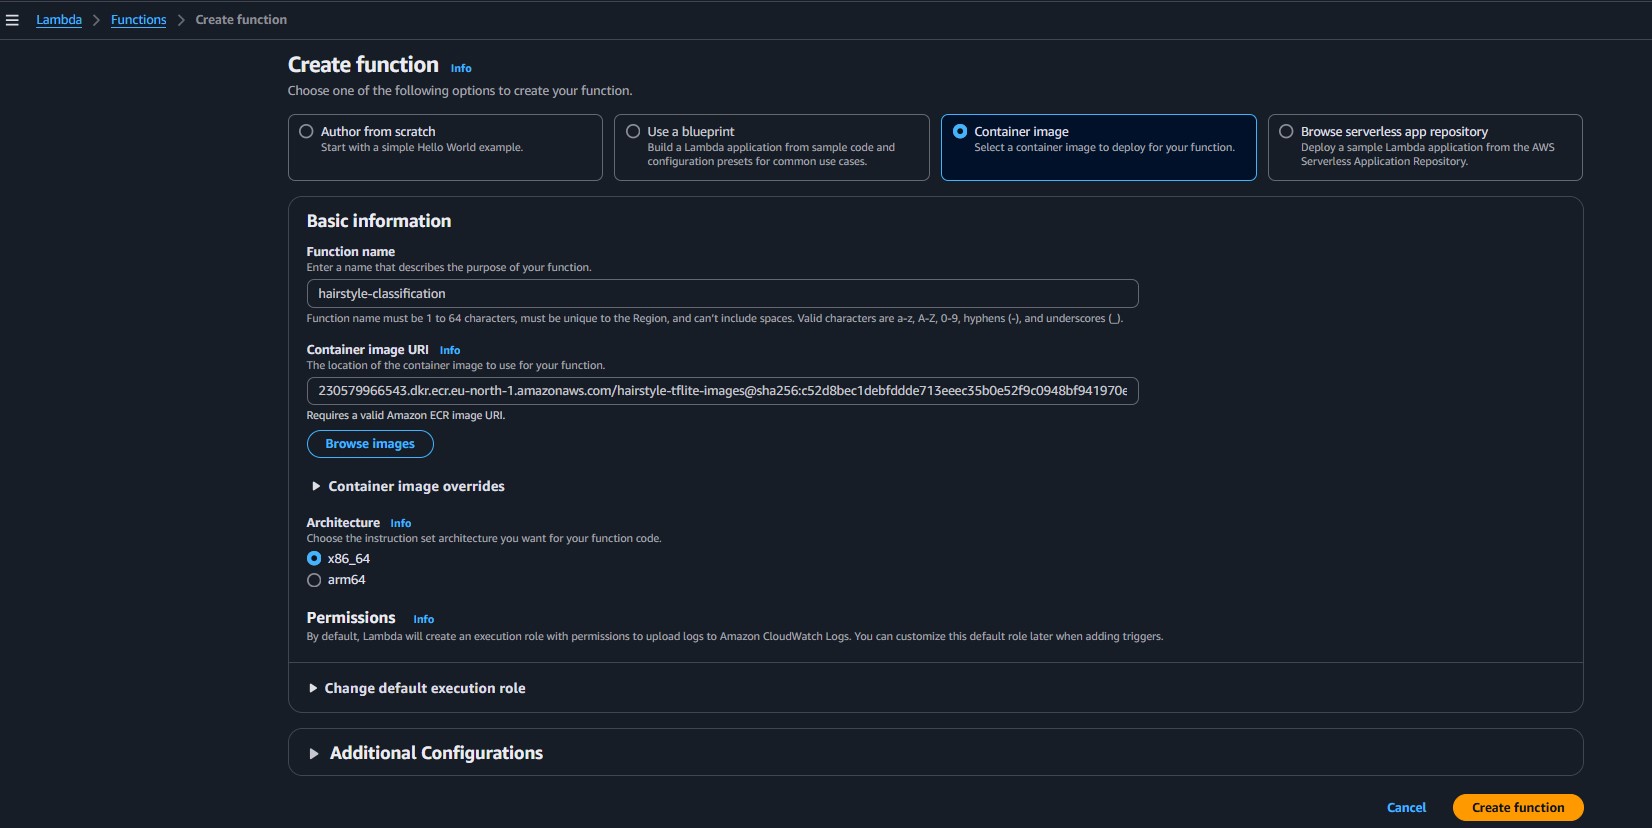 Lambda > Functions > Create function
Create function Info
Choose one of the following options to create your function.
Author from scratch
Start with a simple Hello World example.
Use a blueprint
Build a Lambda application from sample code and
configuration presets for common use cases.
Container image
Select a container image to deploy for your function.
Browse serverless app repository
Deploy a sample Lambda application from the AWS
Serverless Application Repository.
Basic information
Function name
Enter a name that describes the purpose of your function.
hairstyle-classification
Function name must be 1 to 64 characters, must be unique to the Region, and can't include spaces. Valid characters are a-z, A-Z, 0-9, hyphens (-), and underscores (_).
Container image URI Info
The location of the container image to use for your function.
230579966543.dkr.ecr.eu-north-1.amazonaws.com/hairstyle-tflite-images@sha256:c52d8bec1debfddde713eeec35b0e52f9c0948bf941970e
Requires a valid Amazon ECR image URI.
Browse images
Container image overrides
Architecture Info
Choose the instruction set architecture you want for your function code.
x86_64
arm64
Permissions Info
By default, Lambda will create an execution role with permissions to upload logs to Amazon CloudWatch Logs. You can customize this default role later when adding triggers.
Change default execution role
Additional Configurations
Cancel Create function